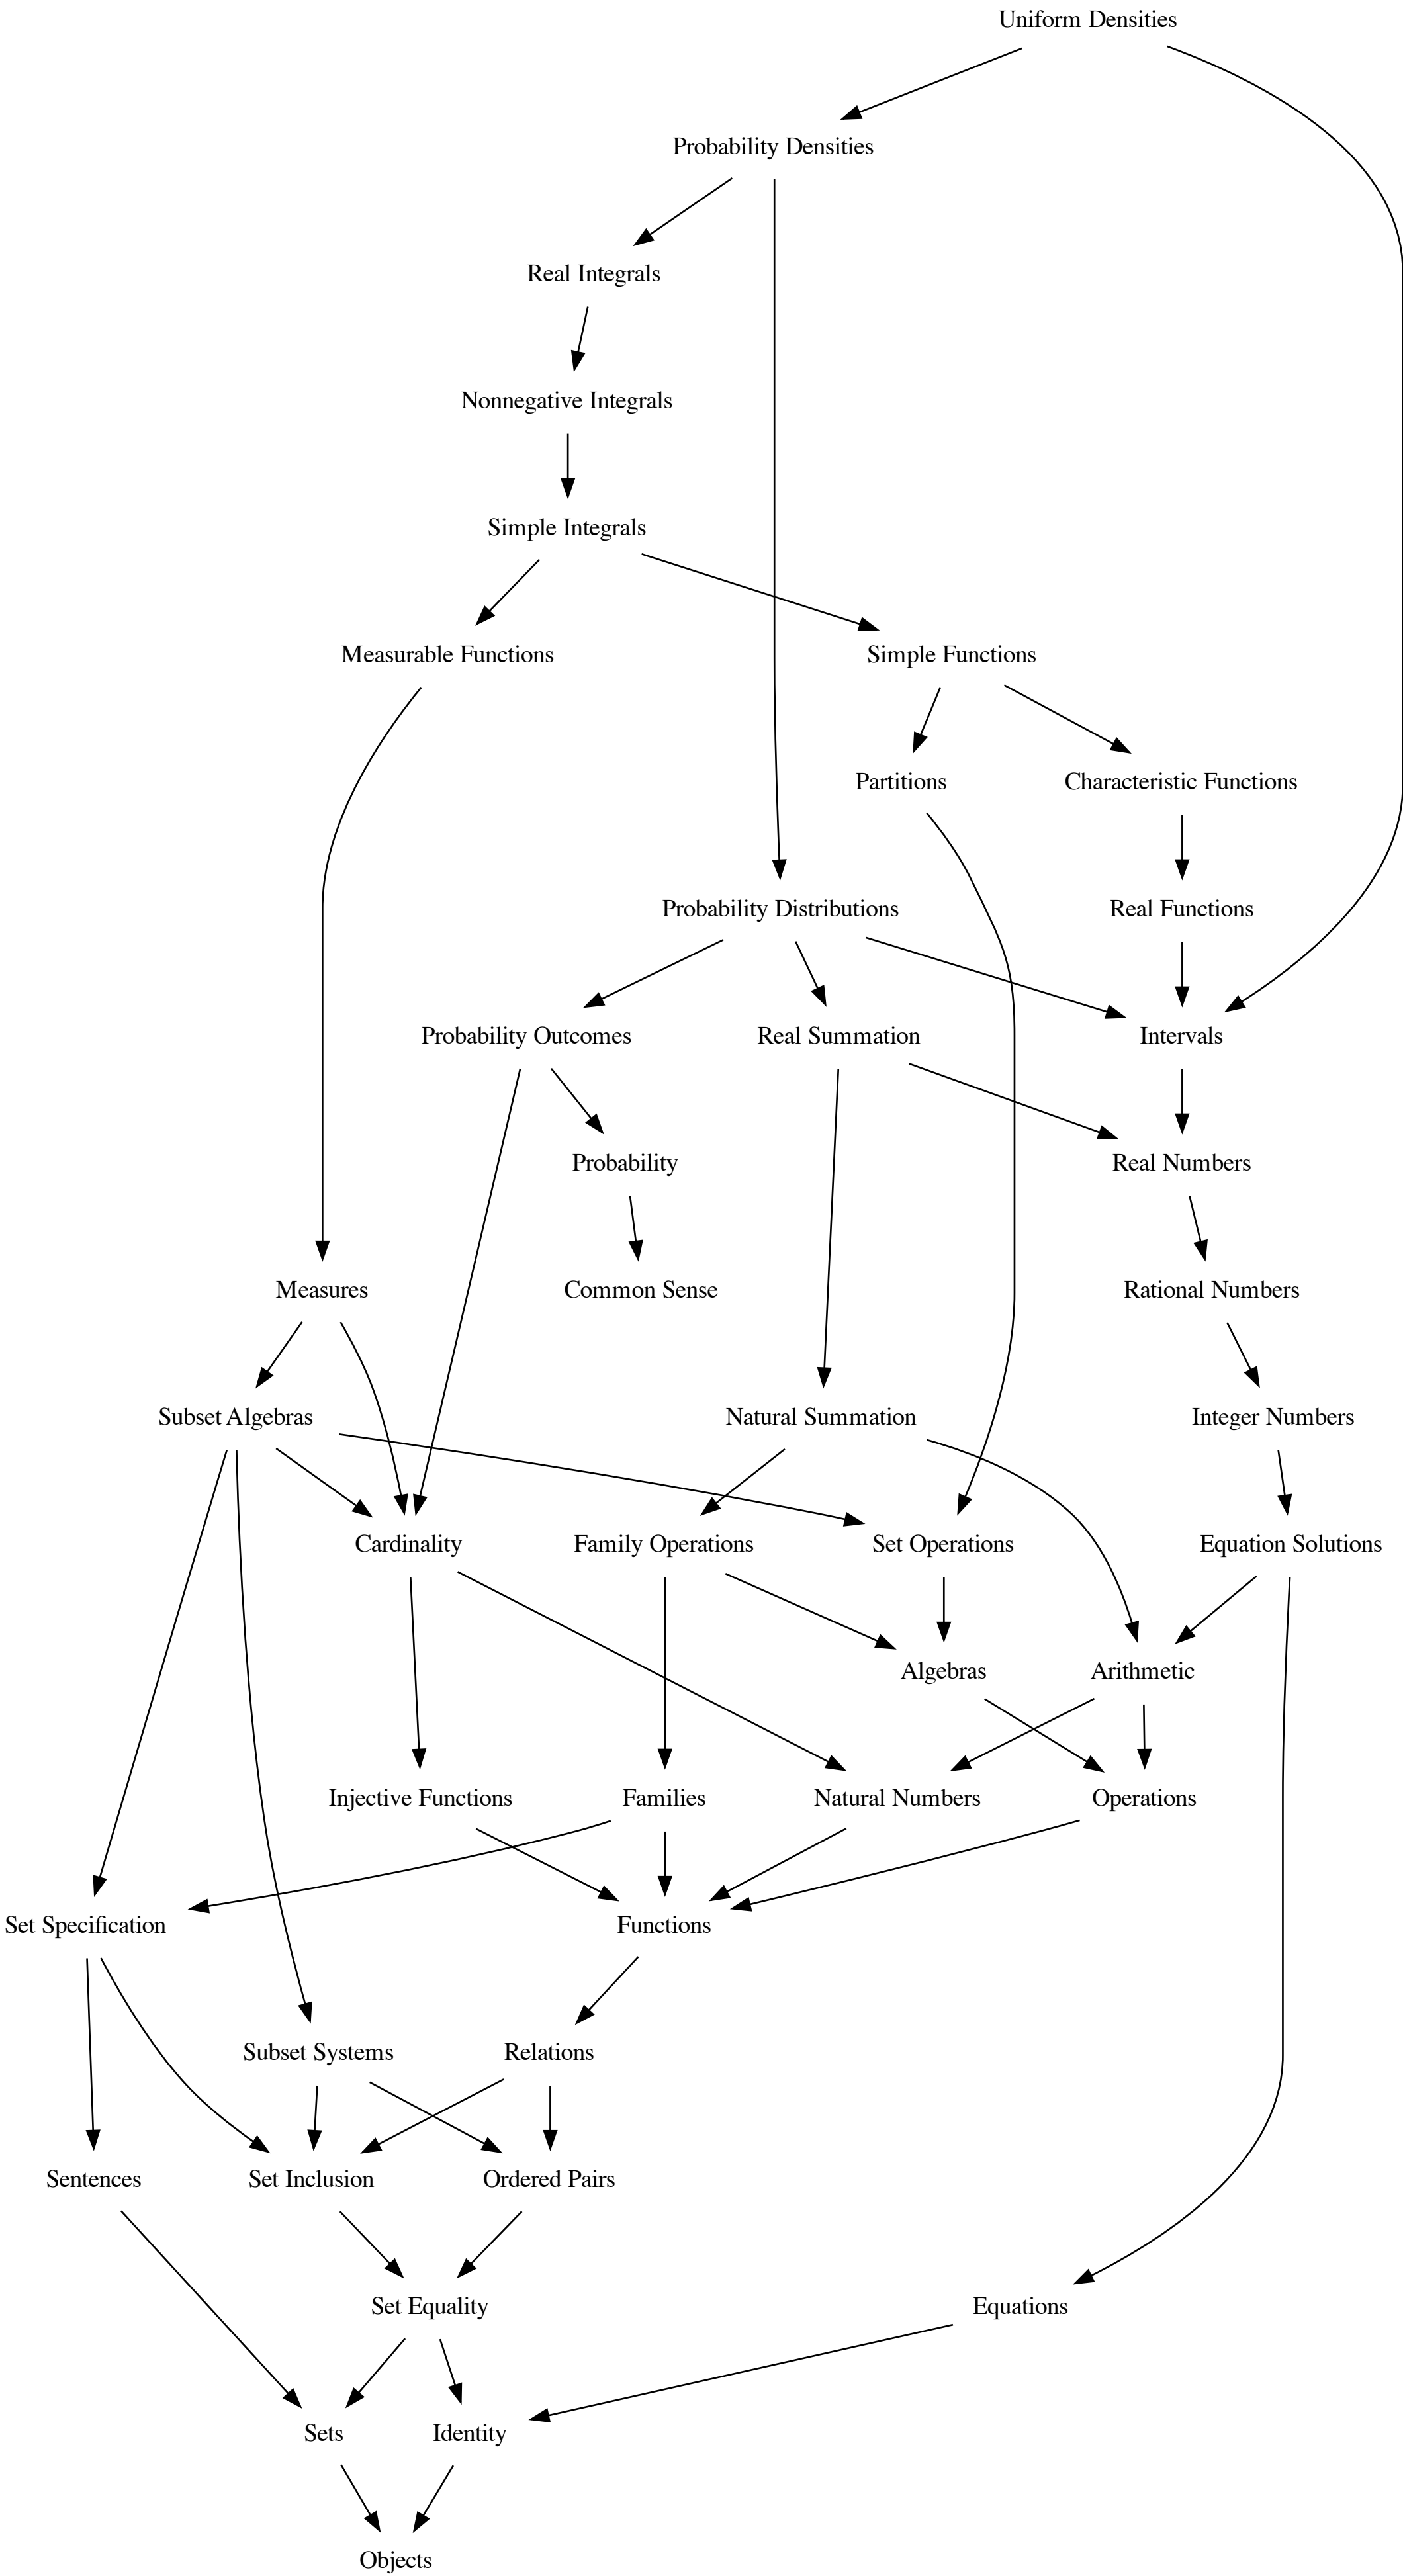 Uniform Densities
Probability Densities
Real Integrals
Nonnegative Integrals
Simple Integrals
Measurable Functions
Simple Functions
Partitions
Characteristic Functions
Probability Distributions
Real Functions
Probability Outcomes
Real Summation
Intervals
Probability
Real Numbers
Measures
Common Sense
Rational Numbers
Subset Algebras
Natural Summation
Integer Numbers
Cardinality
Family Operations
Set Operations
Equation Solutions
Algebras
Arithmetic
Injective Functions
Families
Natural Numbers
Operations
Set Specification
Functions
Subset Systems
Relations
Sentences
Set Inclusion
Ordered Pairs
Set Equality
Equations
Sets
Identity
Objects